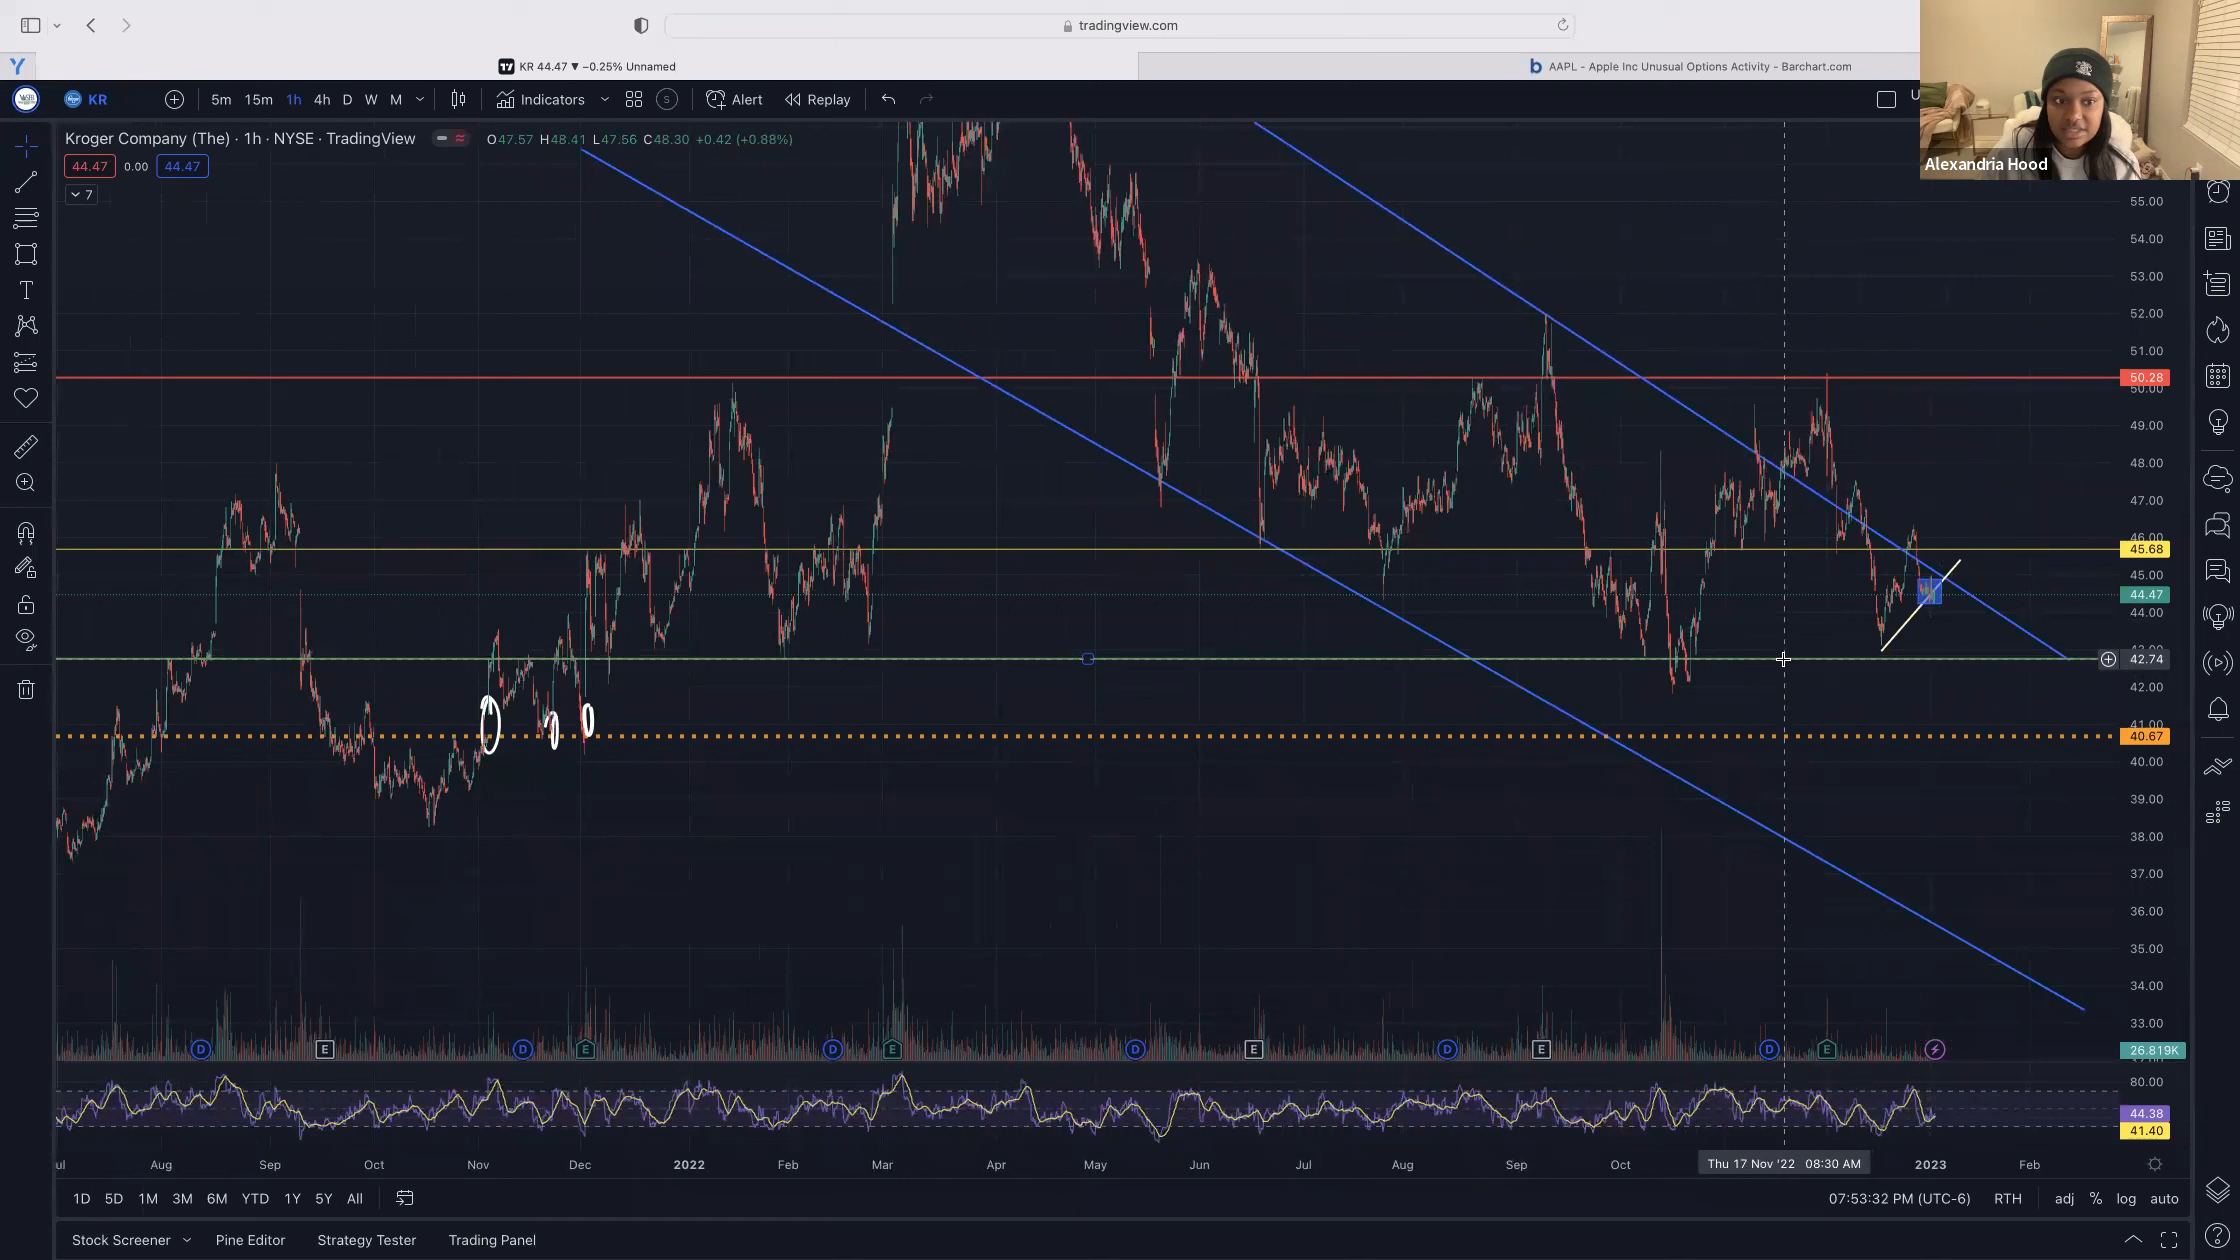 tradingview.com
KR 44.47 ▼ −0.25% Unnamed
AAPL - Apple Inc Unusual Options Activity - Barchart.com
KR 5m 15m 1h 4h D W M Indicators Alert Replay
Alexandria Hood
Kroger Company (The) · 1h · NYSE · TradingView O47.57 H48.41 L47.56 C48.30 +0.42 (+0.88%)
44.47 0.00 44.47
7
55.00
54.00
53.00
52.00
51.00
50.28
50.00
49.00
48.00
47.00
46.00
45.68
45.00
44.47
44.00
42.74
42.00
41.00
40.67
40.00
39.00
38.00
37.00
36.00
35.00
34.00
33.00
D E D E D E D E D E D E
26.819K
80.00
44.38
41.40
Aug Sep Oct Nov Dec 2022 Feb Mar Apr May Jun Jul Aug Sep Oct Thu 17 Nov '22 08:30 AM 2023 Feb
1D 5D 1M 3M 6M YTD 1Y 5Y All 07:53:32 PM (UTC-6) RTH adj % log auto
Stock Screener Pine Editor Strategy Tester Trading Panel